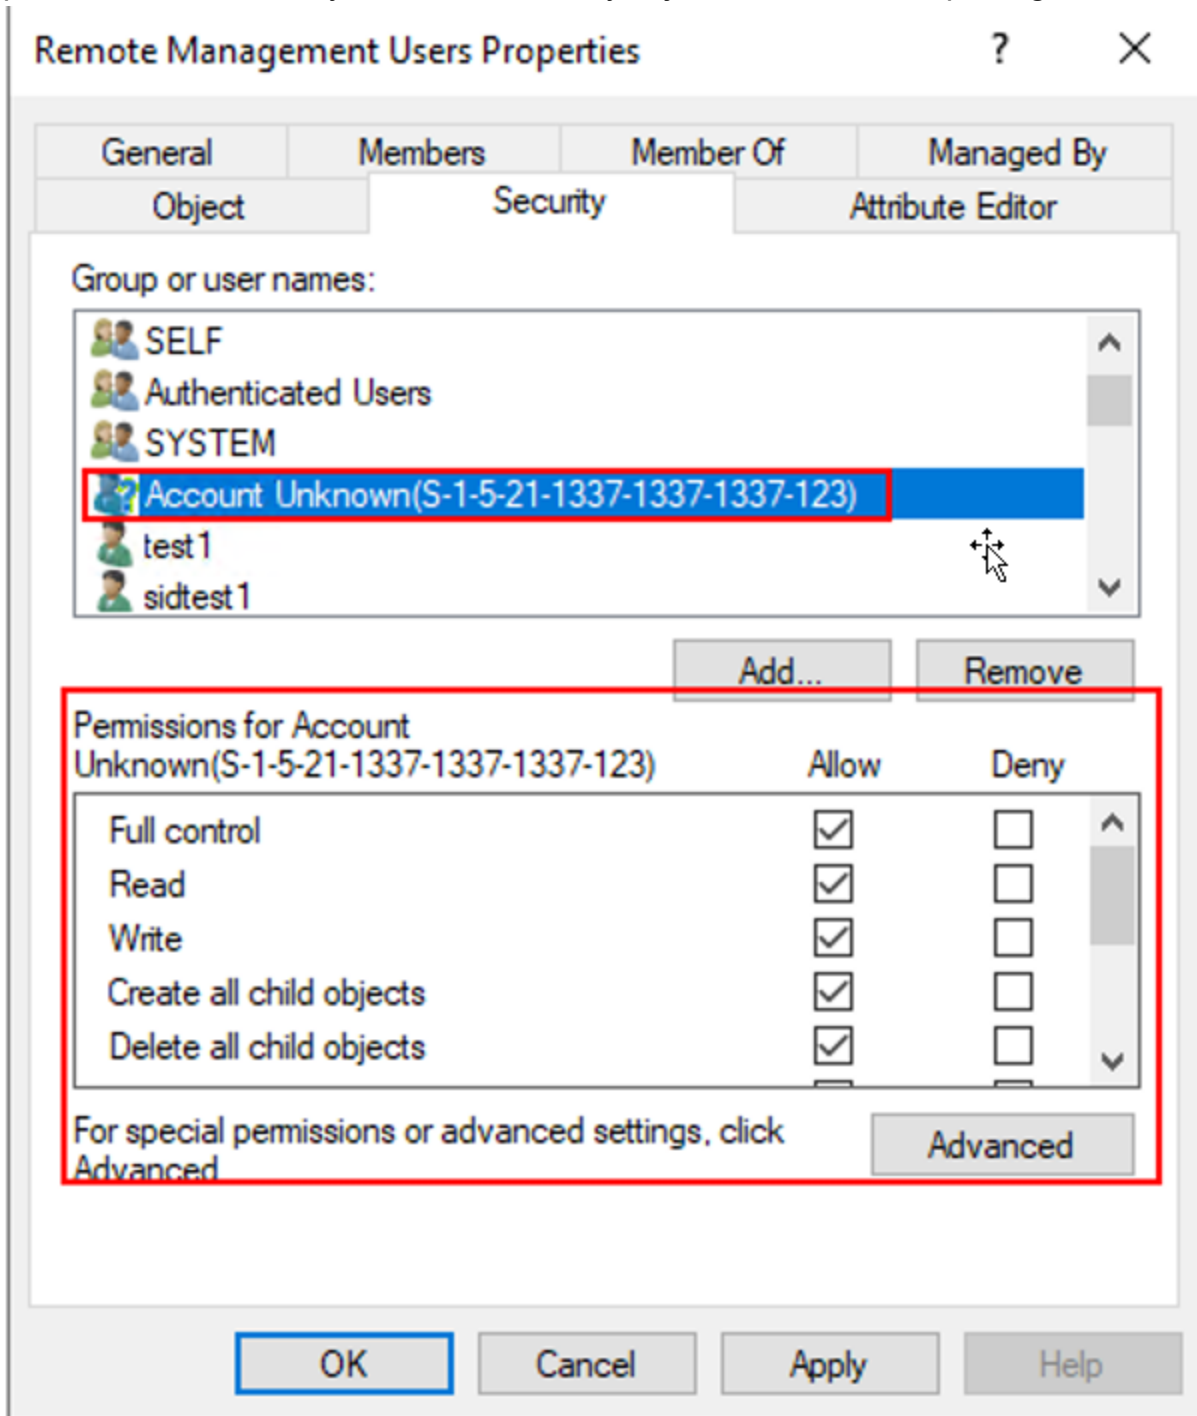 Remote Management Users Properties
?
General Members Member Of Managed By
Object Security Attribute Editor
Group or user names:
SELF
Authenticated Users
SYSTEM
Account Unknown(S-1-5-21-1337-1337-1337-123)
test1
sidtest1
Add... Remove
Permissions for Account
Unknown(S-1-5-21-1337-1337-1337-123) Allow Deny
Full control
Read
Write
Create all child objects
Delete all child objects
For special permissions or advanced settings, click
Advanced
Advanced
OK Cancel Apply Help